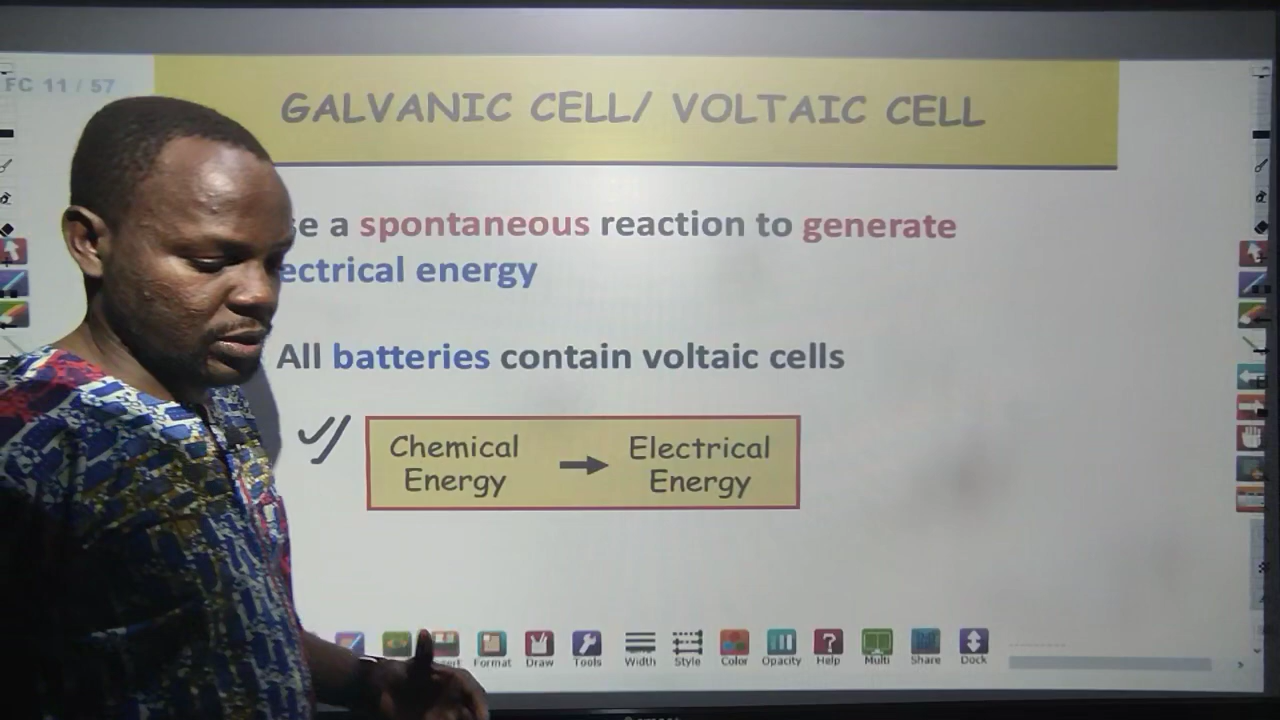 FC 11 / 57
GALVANIC CELL/ VOLTAIC CELL
se a spontaneous reaction to generate
ectrical energy
All batteries contain voltaic cells
Chemical Energy → Electrical Energy
Format Draw Tools Width Style Color Opacity Help Multi Share Dock